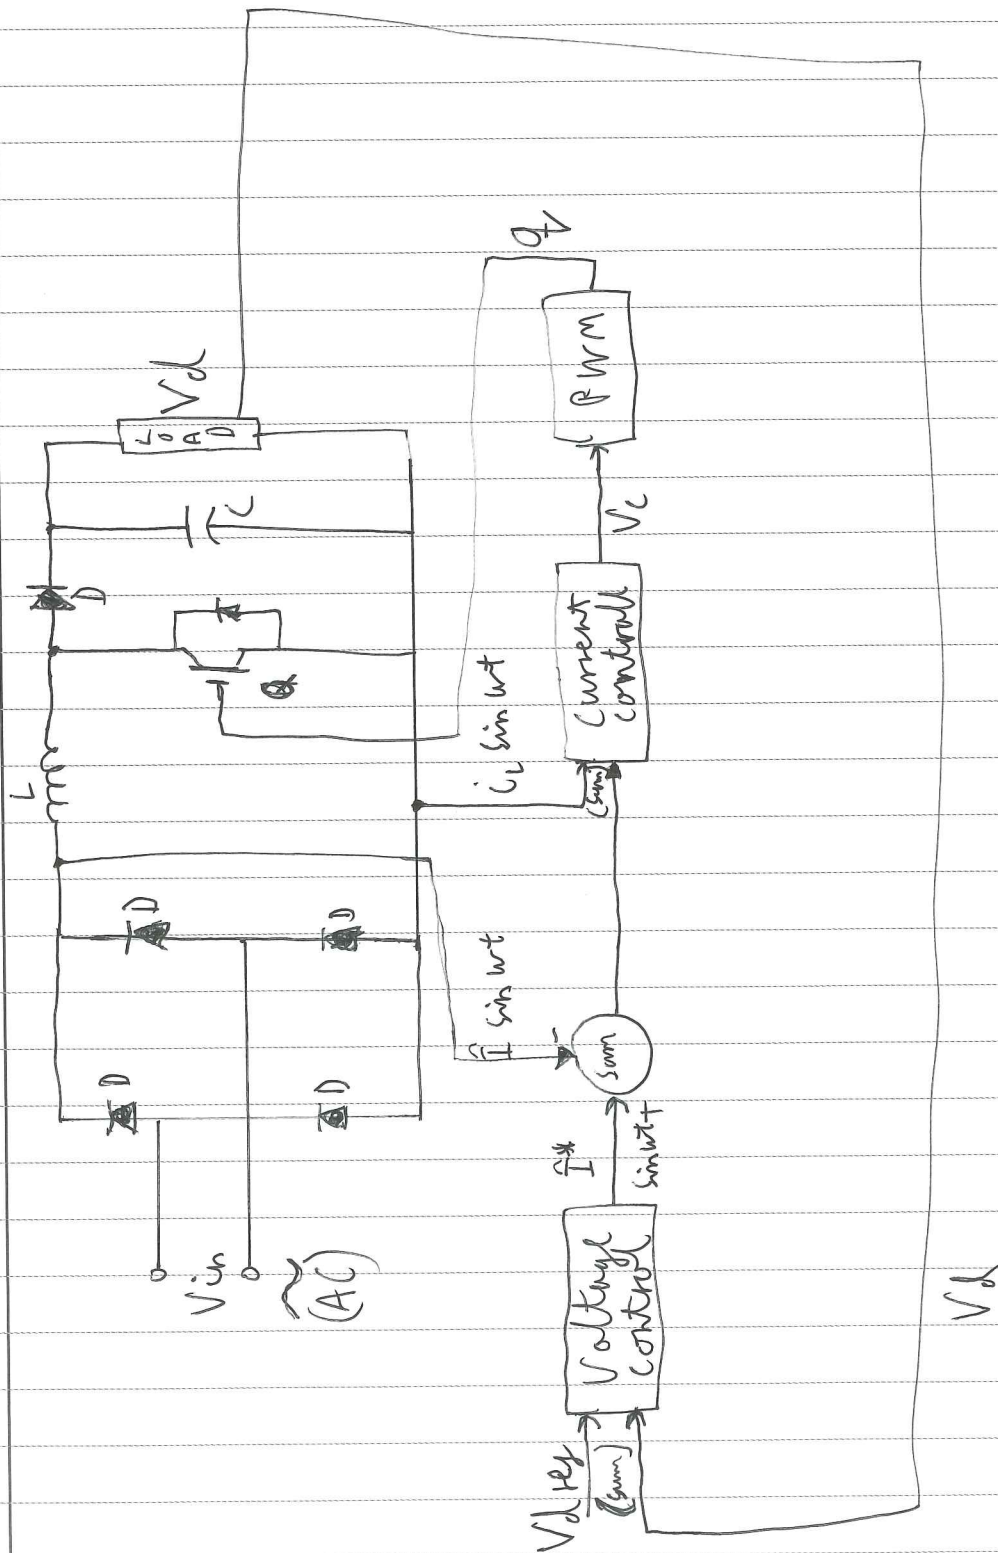 Vin
(AC)
D
D
D
D
L
D
Q
C
LOAD
Vd
Î sin wt
iL sin wt
qv
Vd ref
(sum)
Voltage
control
Î*
sin wt +
-
Sum
(sum)
Current
controll
Vc
PWM
Vd